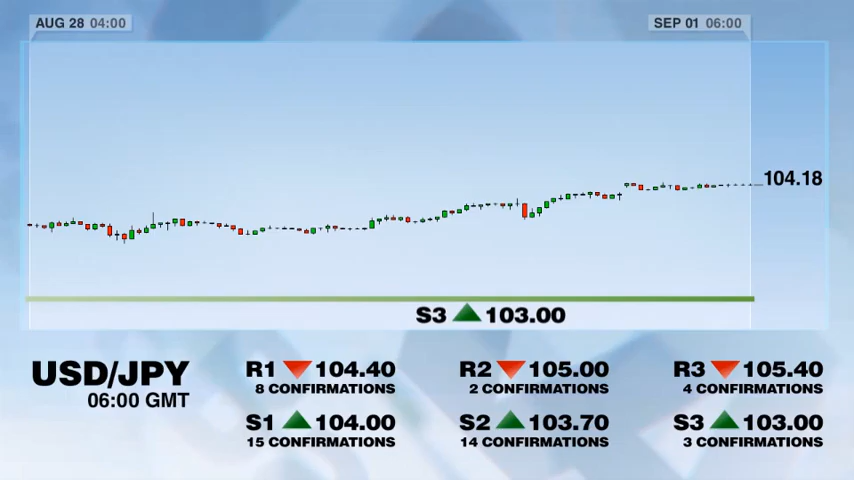 AUG 28 04:00
SEP 01 06:00
104.18
S3 103.00
USD/JPY
06:00 GMT
R1 104.40
8 CONFIRMATIONS
R2 105.00
2 CONFIRMATIONS
R3 105.40
4 CONFIRMATIONS
S1 104.00
15 CONFIRMATIONS
S2 103.70
14 CONFIRMATIONS
S3 103.00
3 CONFIRMATIONS